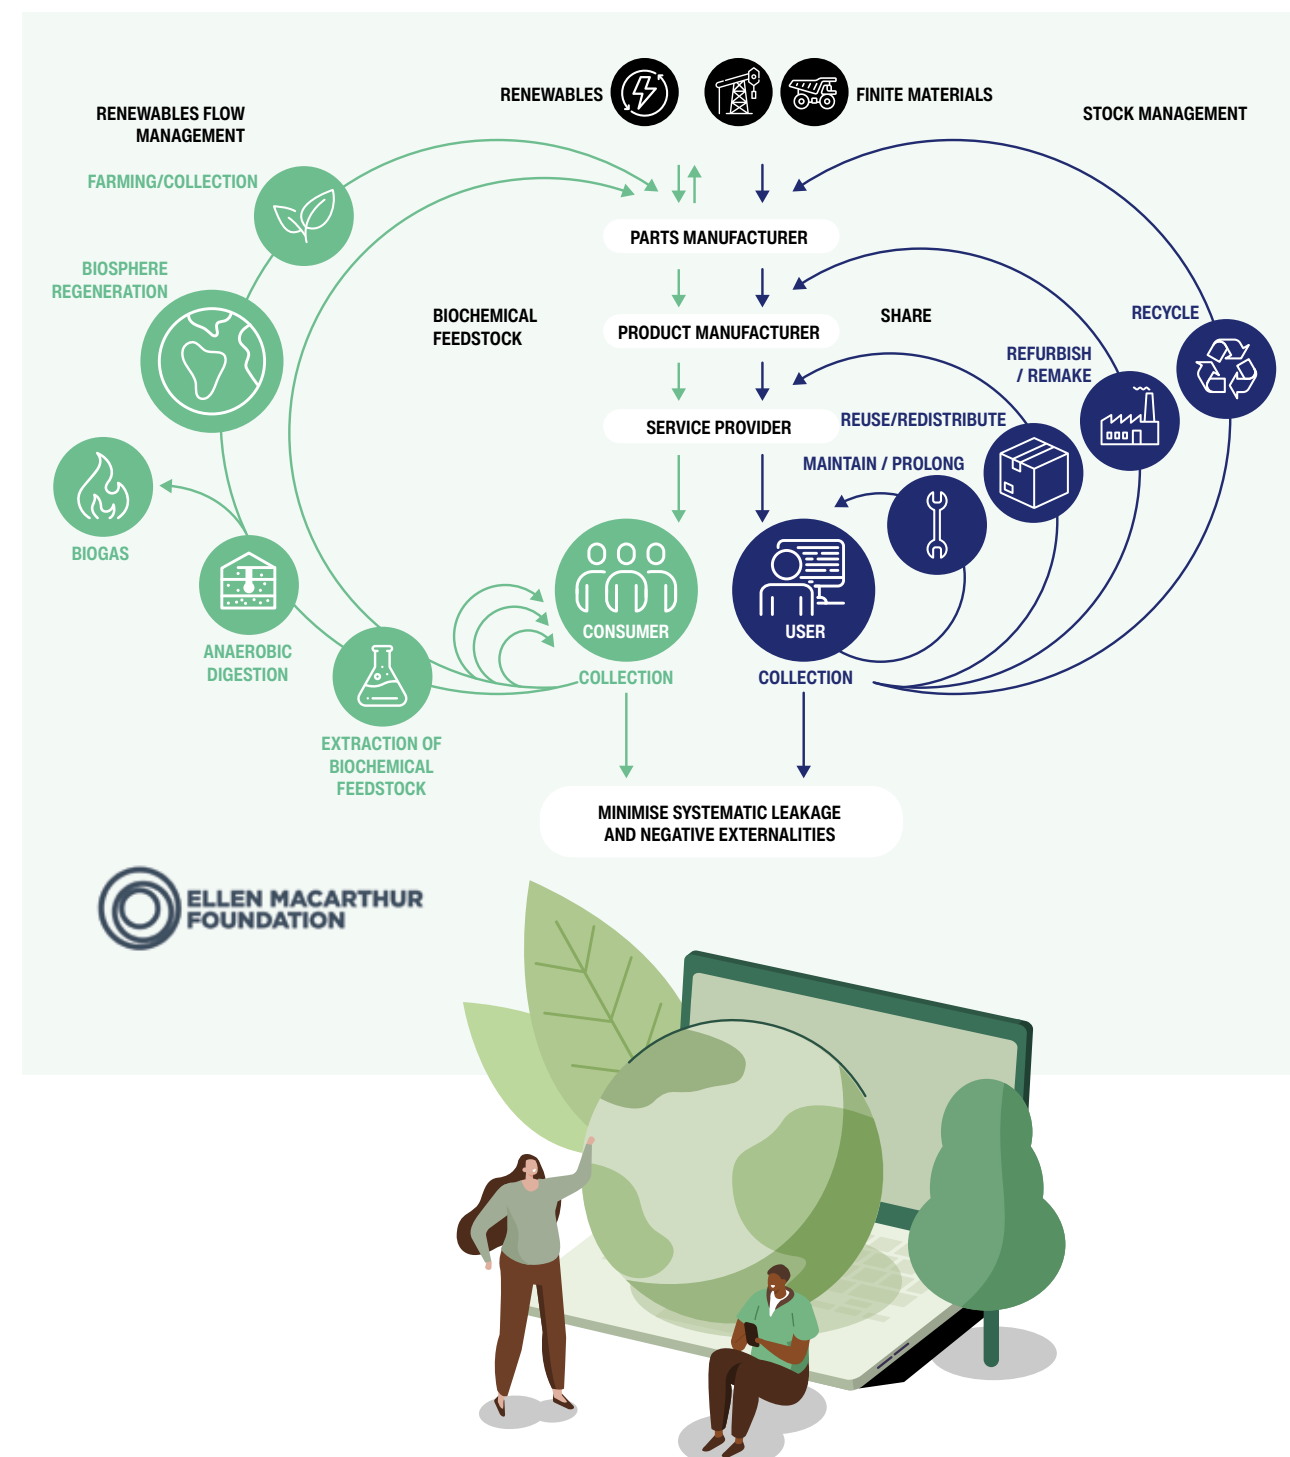 RENEWABLES
FINITE MATERIALS
RENEWABLES FLOW
MANAGEMENT
STOCK MANAGEMENT
FARMING/COLLECTION
PARTS MANUFACTURER
BIOSPHERE
REGENERATION
BIOCHEMICAL
FEEDSTOCK
SHARE
RECYCLE
PRODUCT MANUFACTURER
REFURBISH
/ REMAKE
SERVICE PROVIDER
REUSE/REDISTRIBUTE
MAINTAIN / PROLONG
BIOGAS
CONSUMER
USER
ANAEROBIC
DIGESTION
COLLECTION
COLLECTION
EXTRACTION OF
BIOCHEMICAL
FEEDSTOCK
MINIMISE SYSTEMATIC LEAKAGE
AND NEGATIVE EXTERNALITIES
ELLEN MACARTHUR
FOUNDATION